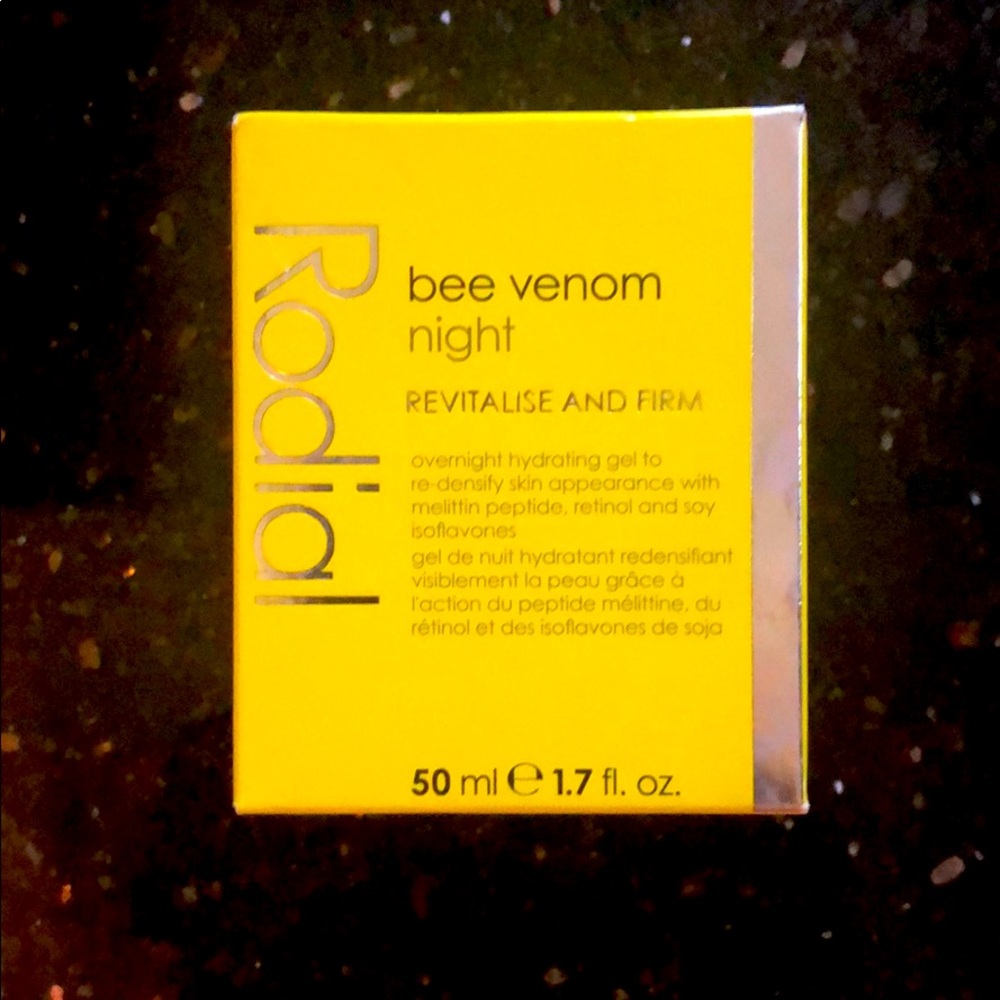 Rodial
bee venom
night
REVITALISE AND FIRM
overnight hydrating gel to
re-densify skin appearance with
melittin peptide, retinol and soy
isoflavones
gel de nuit hydratant redensifiant
visiblement la peau grâce à
l'action du peptide mélittine, du
rétinol et des isoflavones de soja
50 ml ℮ 1.7 fl. oz.